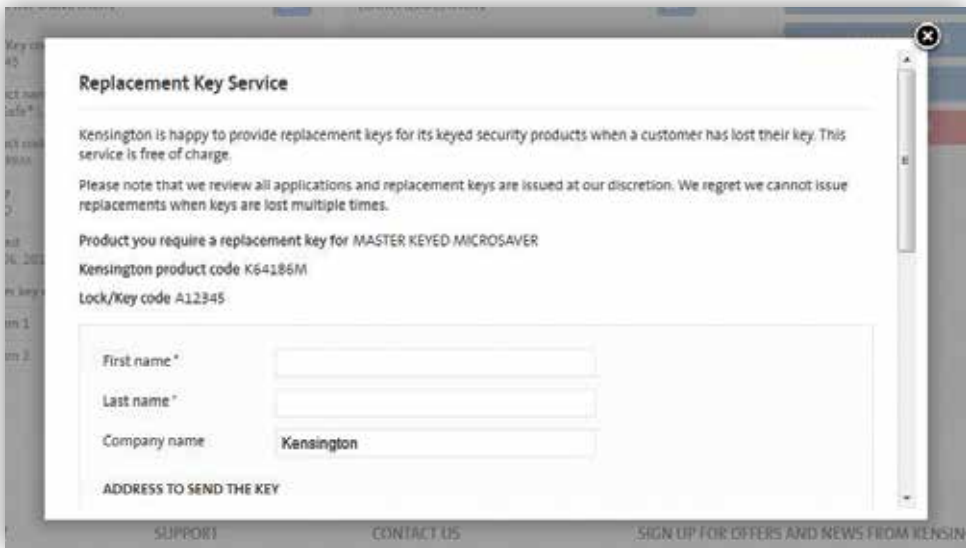 Replacement Key Service
Kensington is happy to provide replacement keys for its keyed security products when a customer has lost their key. This
service is free of charge.
Please note that we review all applications and replacement keys are issued at our discretion. We regret we cannot issue
replacements when keys are lost multiple times.
Product you require a replacement key for MASTER KEYED MICROSAVER
Kensington product code K64186M
Lock/Key code A12345
First name *
Last name *
Company name Kensington
ADDRESS TO SEND THE KEY
SUPPORT CONTACT US SIGN UP FOR OFFERS AND NEWS FROM KENSIN